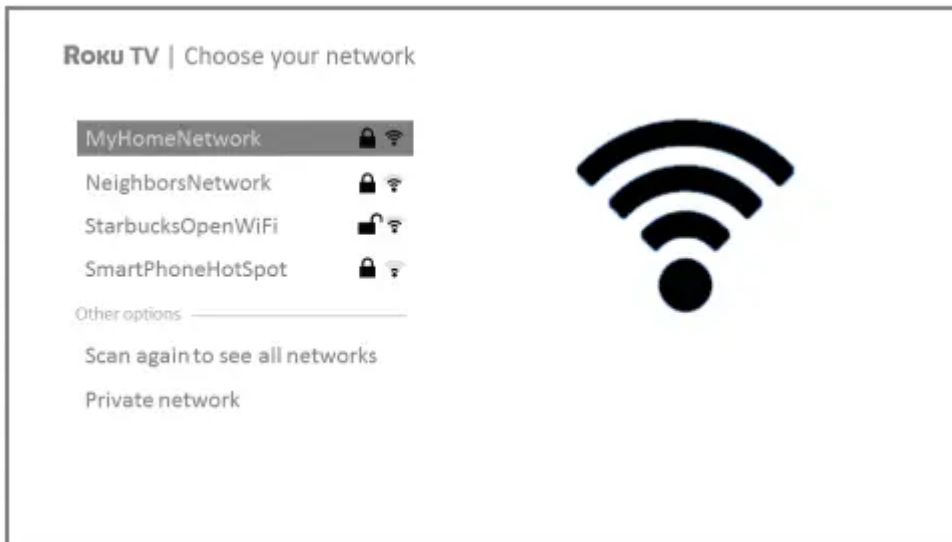 Roku TV | Choose your network
MyHomeNetwork
NeighborsNetwork
StarbucksOpenWiFi
SmartPhoneHotSpot
Other options
Scan again to see all networks
Private network